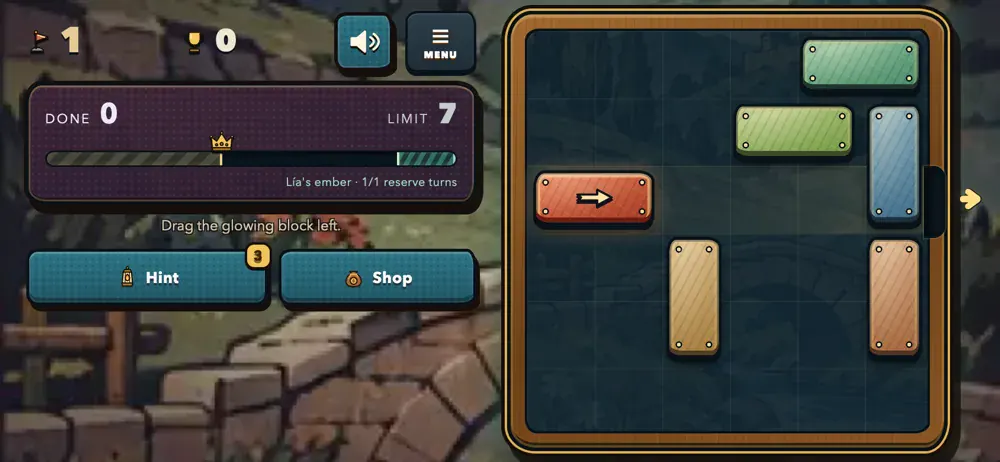 1
0
MENU
DONE 0
LIMIT 7
Lía's ember · 1/1 reserve turns
Drag the glowing block left.
Hint
3
Shop